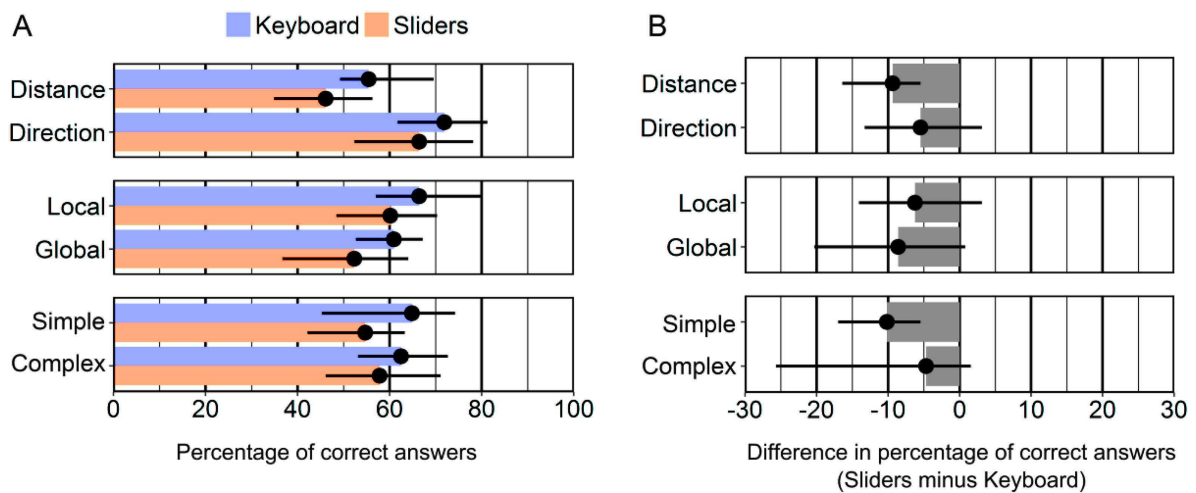 A
Keyboard Sliders
Distance
Direction
Local
Global
Simple
Complex
0 20 40 60 80 100
Percentage of correct answers
B
Distance
Direction
Local
Global
Simple
Complex
-30 -20 -10 0 10 20 30
Difference in percentage of correct answers
(Sliders minus Keyboard)